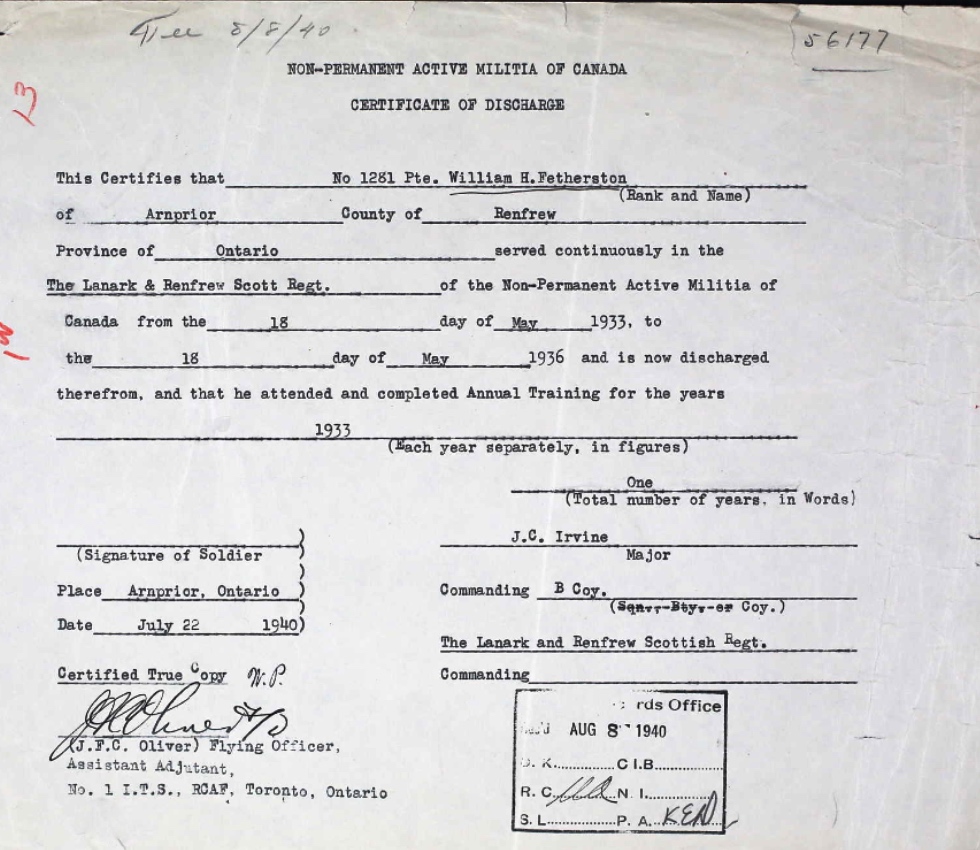 5/8/40
56177
NON-PERMANENT ACTIVE MILITIA OF CANADA
CERTIFICATE OF DISCHARGE
13
This Certifies that No 1281 Pte. William H.Fetherston
(Rank and Name)
of Arnprior County of Renfrew
Province of Ontario served continuously in the
The Lanark & Renfrew Scott Regt. of the Non-Permanent Active Militia of
Canada from the 18 day of May 1933, to
the 18 day of May 1936 and is now discharged
therefrom, and that he attended and completed Annual Training for the years
1933
(Each year separately, in figures)
One
(Total number of years, in Words)
J.C. Irvine
(Signature of Soldier )
Major
Place Arnprior, Ontario )
Commanding B Coy.
(Sqn.,-Bty,-or Coy.)
Date July 22 1940)
The Lanark and Renfrew Scottish Regt.
Certified True Copy W.P.
Commanding
(J.F.C. Oliver) Flying Officer,
Assistant Adjutant,
No. 1 I.T.S., RCAF, Toronto, Ontario
rds Office
AUG 8 1940
D. K. C I.B.
R. C. N. I.
S. L. P. A. KEN